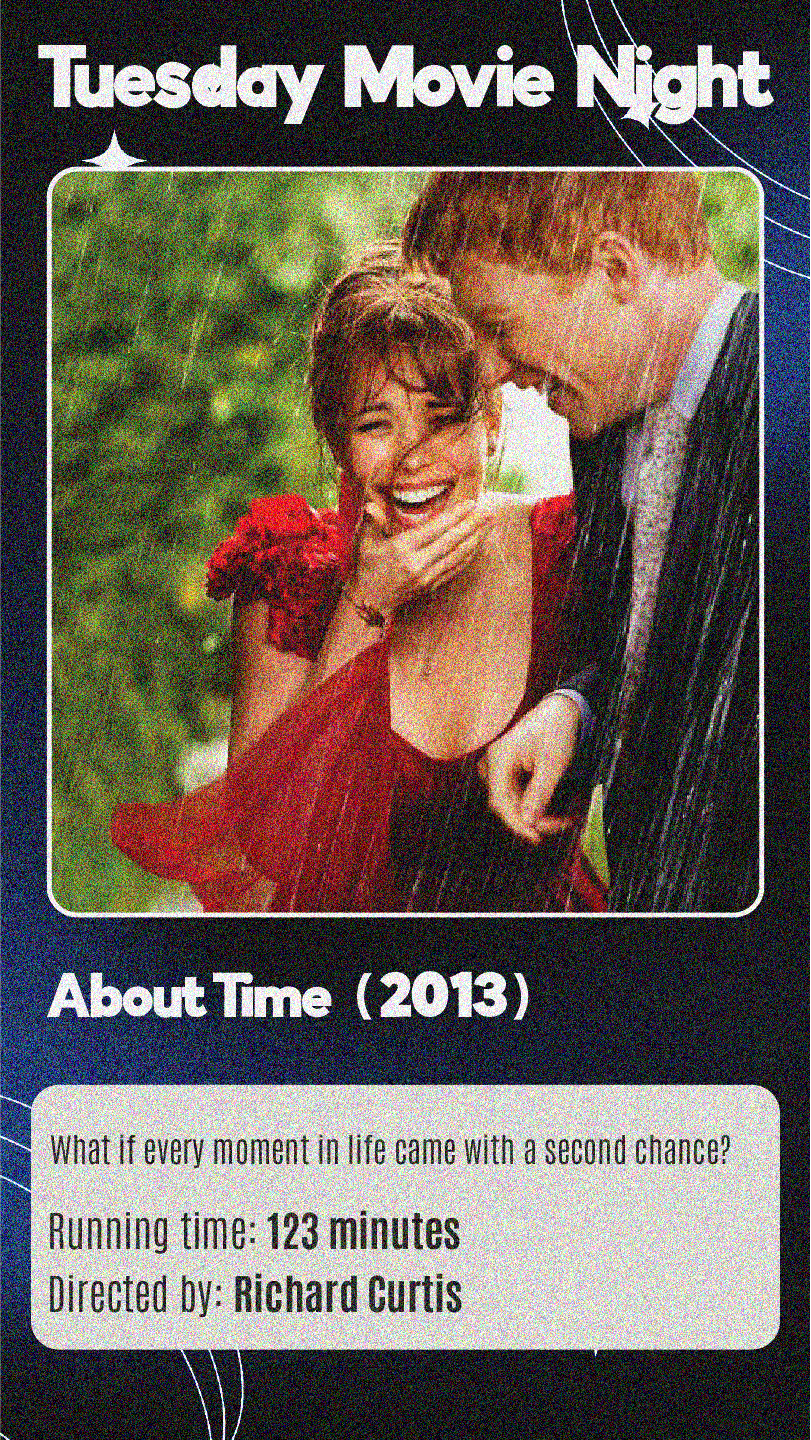 Tuesday Movie Night
About Time (2013)
What if every moment in life came with a second chance?
Running time: 123 minutes
Directed by: Richard Curtis